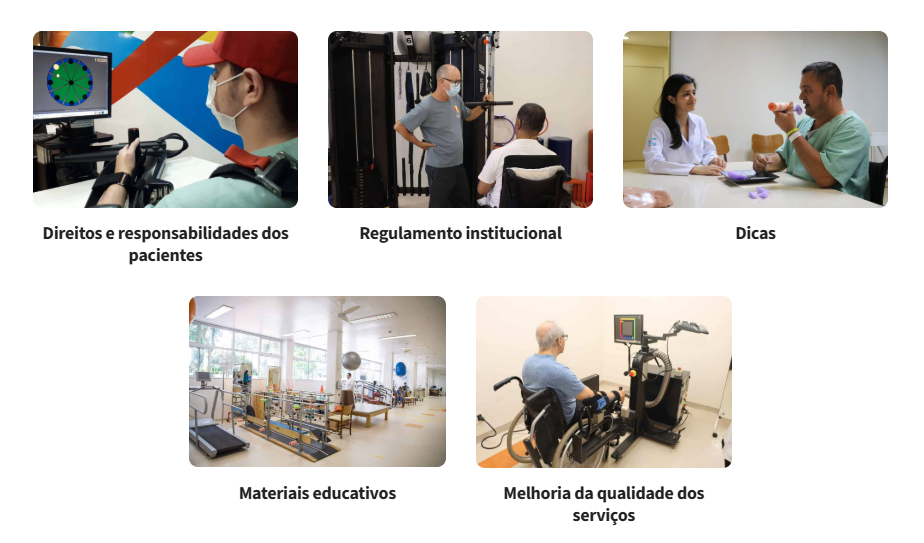 Direitos e responsabilidades dos
pacientes
Regulamento institucional
Dicas
Materiais educativos
Melhoria da qualidade dos
serviços